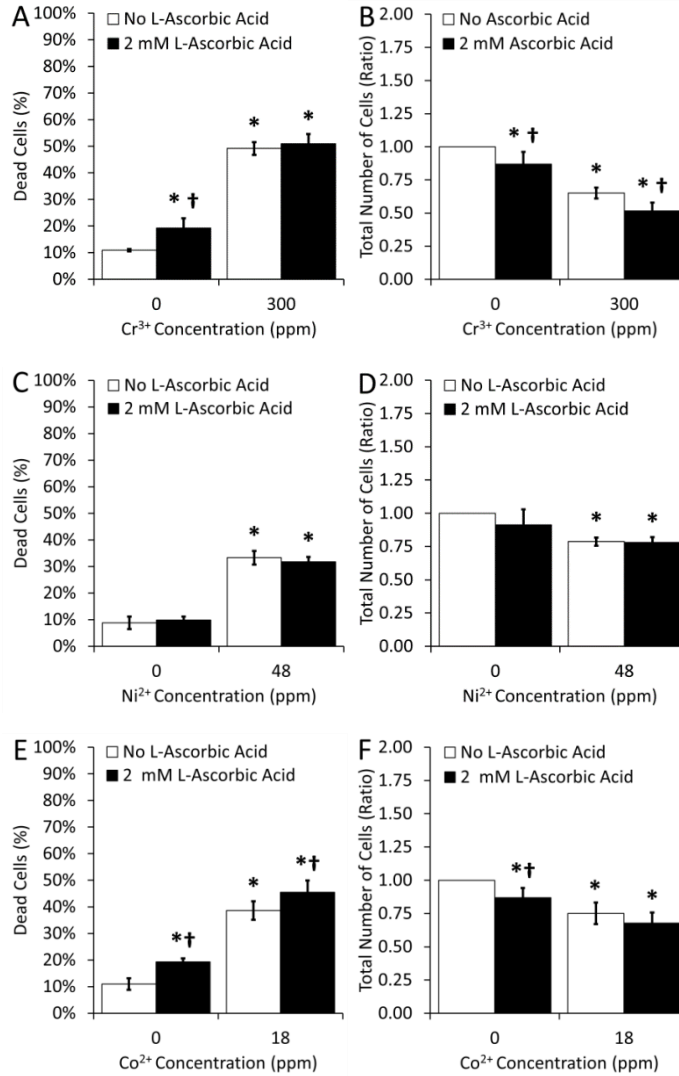 A
No L-Ascorbic Acid
2 mM L-Ascorbic Acid
Dead Cells (%)
100%
90%
80%
70%
60%
50%
40%
30%
20%
10%
0%
* †
*
*
0
300
Cr³⁺ Concentration (ppm)
B
No Ascorbic Acid
2 mM Ascorbic Acid
Total Number of Cells (Ratio)
2.00
1.75
1.50
1.25
1.00
0.75
0.50
0.25
0.00
* †
*
* †
0
300
Cr³⁺ Concentration (ppm)
C
No L-Ascorbic Acid
2 mM L-Ascorbic Acid
Dead Cells (%)
100%
90%
80%
70%
60%
50%
40%
30%
20%
10%
0%
*
*
0
48
Ni²⁺ Concentration (ppm)
D
No L-Ascorbic Acid
2 mM L-Ascorbic Acid
Total Number of Cells (Ratio)
2.00
1.75
1.50
1.25
1.00
0.75
0.50
0.25
0.00
*
*
0
48
Ni²⁺ Concentration (ppm)
E
No L-Ascorbic Acid
2 mM L-Ascorbic Acid
Dead Cells (%)
100%
90%
80%
70%
60%
50%
40%
30%
20%
10%
0%
*†
*
*†
0
18
Co²⁺ Concentration (ppm)
F
No L-Ascorbic Acid
2 mM L-Ascorbic Acid
Total Number of Cells (Ratio)
2.00
1.75
1.50
1.25
1.00
0.75
0.50
0.25
0.00
*†
*
*
0
18
Co²⁺ Concentration (ppm)